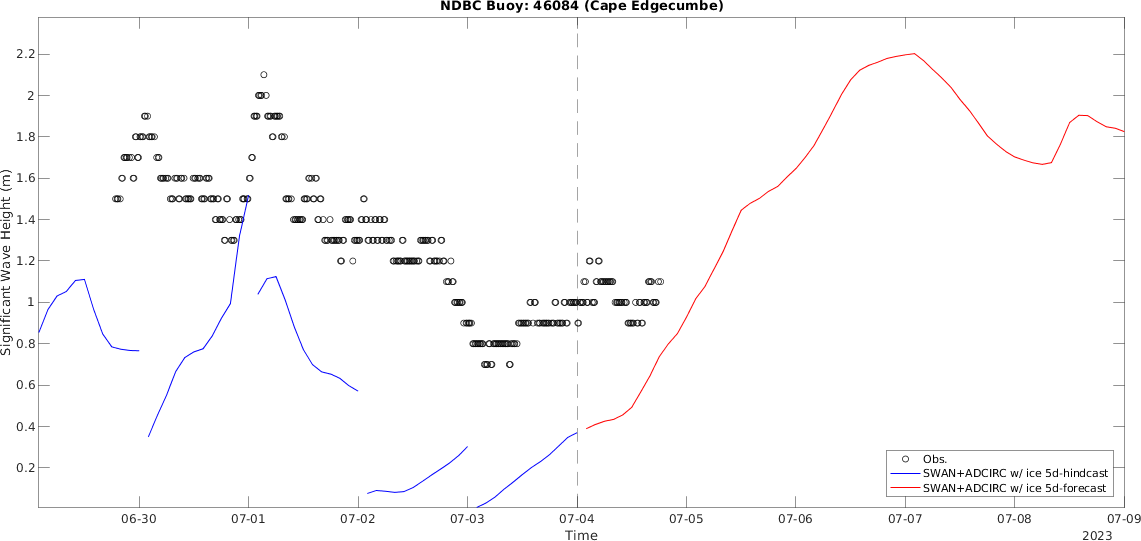 NDBC Buoy: 46084 (Cape Edgecumbe)
Significant Wave Height (m)
2.2
2
1.8
1.6
1.4
1.2
1
0.8
0.6
0.4
0.2
Obs.
SWAN+ADCIRC w/ ice 5d-hindcast
SWAN+ADCIRC w/ ice 5d-forecast
06-30 07-01 07-02 07-03 07-04 07-05 07-06 07-07 07-08 07-09
Time
2023